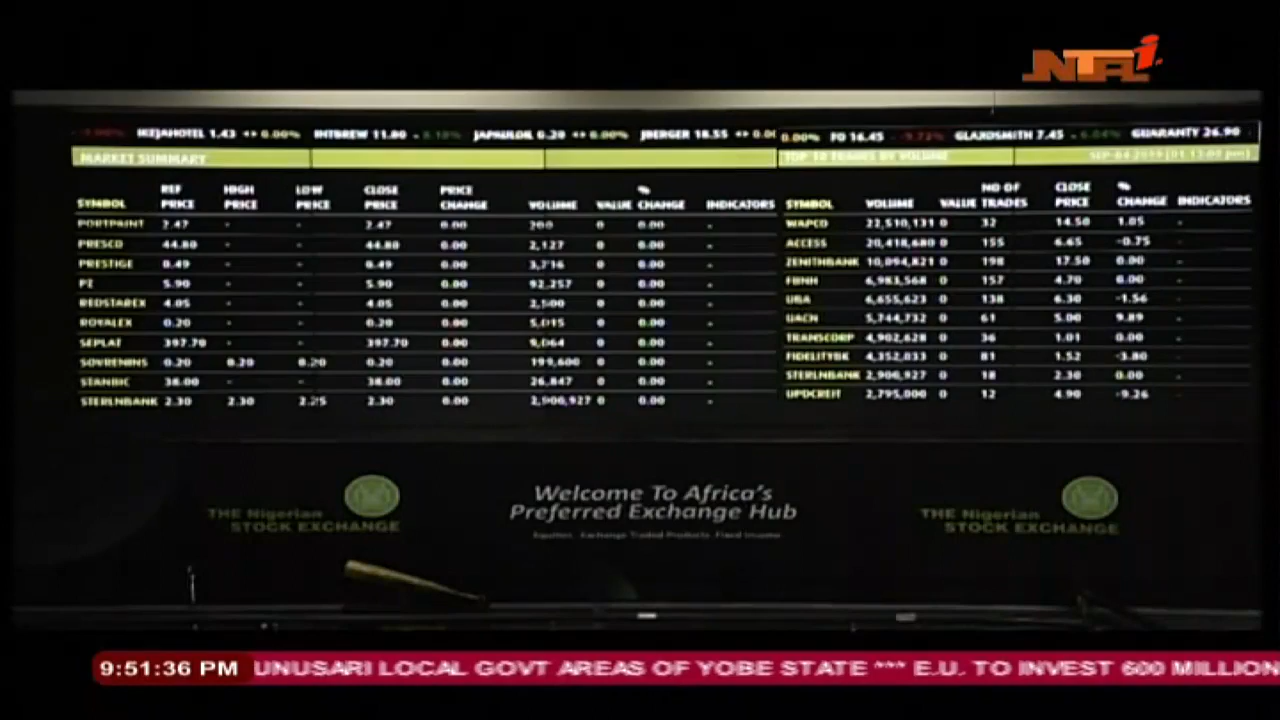 NTAi
-9.00% IKEJAHOTEL 1.43 0.00% INTBREW 11.80 JAPAULOIL 0.20 0.00% JBERGER 18.55 0.00
0.00% FO 16.45 -9.72% GLAXOSMITH 7.45 GUARANTY 26.90
MARKET SUMMARY
TOP 10 TRADES BY VOLUME
SYMBOL REF PRICE HIGH PRICE LOW PRICE CLOSE PRICE PRICE CHANGE VOLUME VALUE % CHANGE INDICATORS
PORTPAINT 2.47 - - 2.47 0.00 200 0 0.00 -
PRESCO 44.80 - - 44.80 0.00 2,127 0 0.00 -
PRESTIGE 0.49 - - 0.49 0.00 3,716 0 0.00 -
PZ 5.90 - - 5.90 0.00 92,257 0 0.00 -
REDSTAREX 4.05 - - 4.05 0.00 2,500 0 0.00 -
ROYALEX 0.20 - - 0.20 0.00 5,015 0 0.00 -
SEPLAT 397.70 - - 397.70 0.00 9,064 0 0.00 -
SOVRENINS 0.20 0.20 0.20 0.20 0.00 199,600 0 0.00 -
STANBIC 38.00 - - 38.00 0.00 26,847 0 0.00 -
STERLNBANK 2.30 2.30 2.25 2.30 0.00 2,906,927 0 0.00 -
SYMBOL VOLUME VALUE NO OF TRADES CLOSE PRICE % CHANGE INDICATORS
WAPCO 22,510,131 0 32 14.50 1.05 -
ACCESS 20,418,680 0 155 6.65 -0.75 -
ZENITHBANK 10,094,821 0 198 17.50 0.00 -
FBNH 6,983,568 0 157 4.70 0.00 -
UBA 6,655,623 0 138 6.30 -1.56 -
UACN 5,744,732 0 61 5.00 9.89 -
TRANSCORP 4,902,628 0 36 1.01 0.00 -
FIDELITYBK 4,352,033 0 81 1.52 -3.80 -
STERLNBANK 2,906,927 0 18 2.30 0.00 -
UPDCREIT 2,795,000 0 12 4.90 -9.26 -
THE Nigerian
STOCK EXCHANGE
Welcome To Africa's
Preferred Exchange Hub
Equities. Exchange Traded Products. Fixed Income
THE Nigerian
STOCK EXCHANGE
9:51:36 PM UNUSARI LOCAL GOVT AREAS OF YOBE STATE *** E.U. TO INVEST 600 MILLION